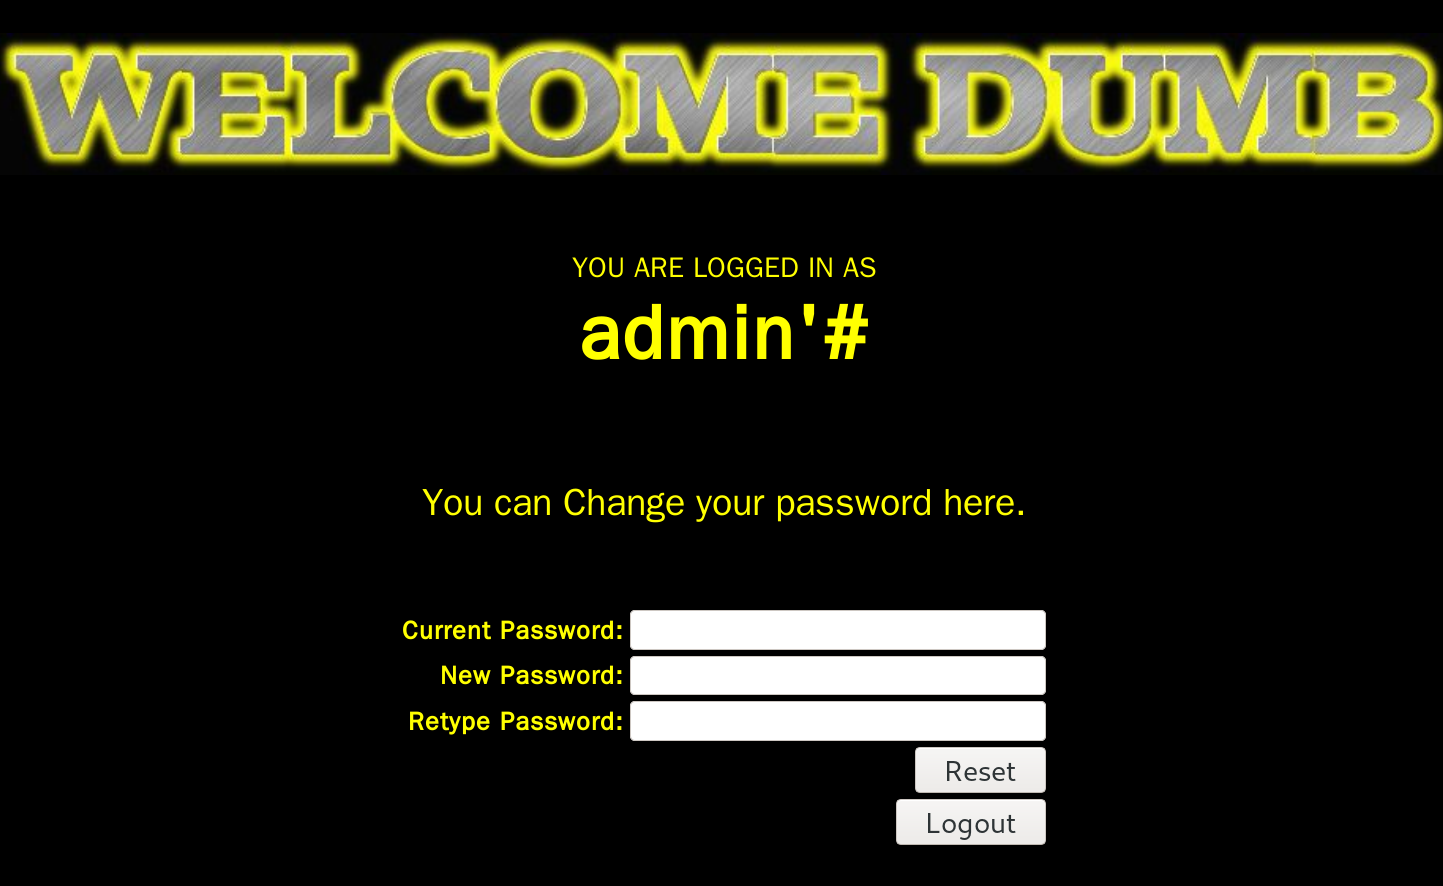 WELCOME DUMB
YOU ARE LOGGED IN AS
admin'#
You can Change your password here.
Current Password:
New Password:
Retype Password:
Reset
Logout